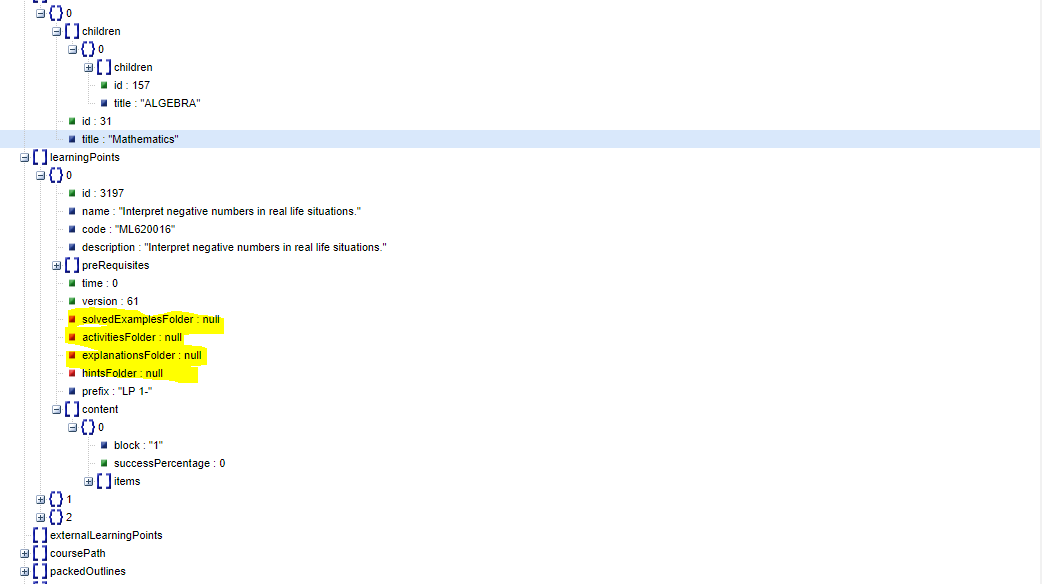 0
children
0
children
id : 157
title : "ALGEBRA"
id : 31
title : "Mathematics"
learningPoints
0
id : 3197
name : "Interpret negative numbers in real life situations."
code : "ML620016"
description : "Interpret negative numbers in real life situations."
preRequisites
time : 0
version : 61
solvedExamplesFolder : null
activitiesFolder : null
explanationsFolder : null
hintsFolder : null
prefix : "LP 1-"
content
0
block : "1"
successPercentage : 0
items
1
2
externalLearningPoints
coursePath
packedOutlines